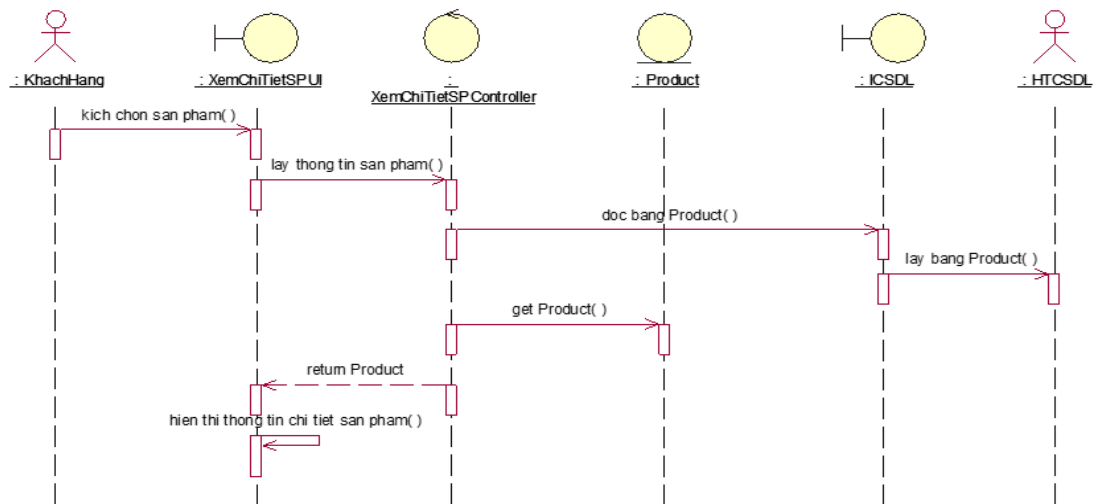 : KhachHang
: XemChiTietSPUI
:
XemChiTietSPController
: Product
: ICSDL
: HTCSDL
kich chon san pham( )
lay thong tin san pham( )
doc bang Product( )
lay bang Product( )
get Product( )
return Product
hien thi thong tin chi tiet san pham( )